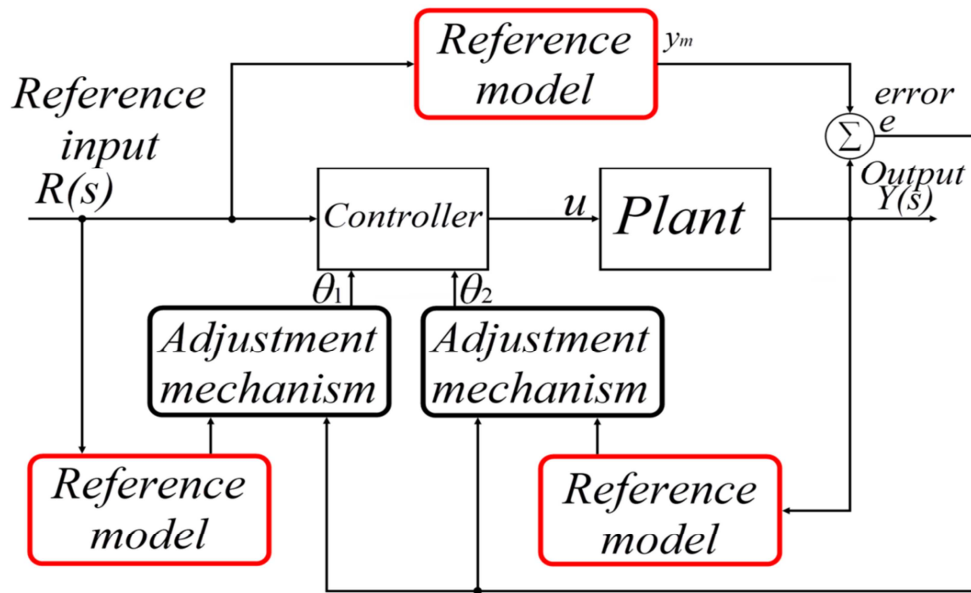 Reference
model
yₘ
Reference
input
R(s)
error
e
Σ
Output
Y(s)
Controller
u
Plant
θ₁
θ₂
Adjustment
mechanism
Adjustment
mechanism
Reference
model
Reference
model